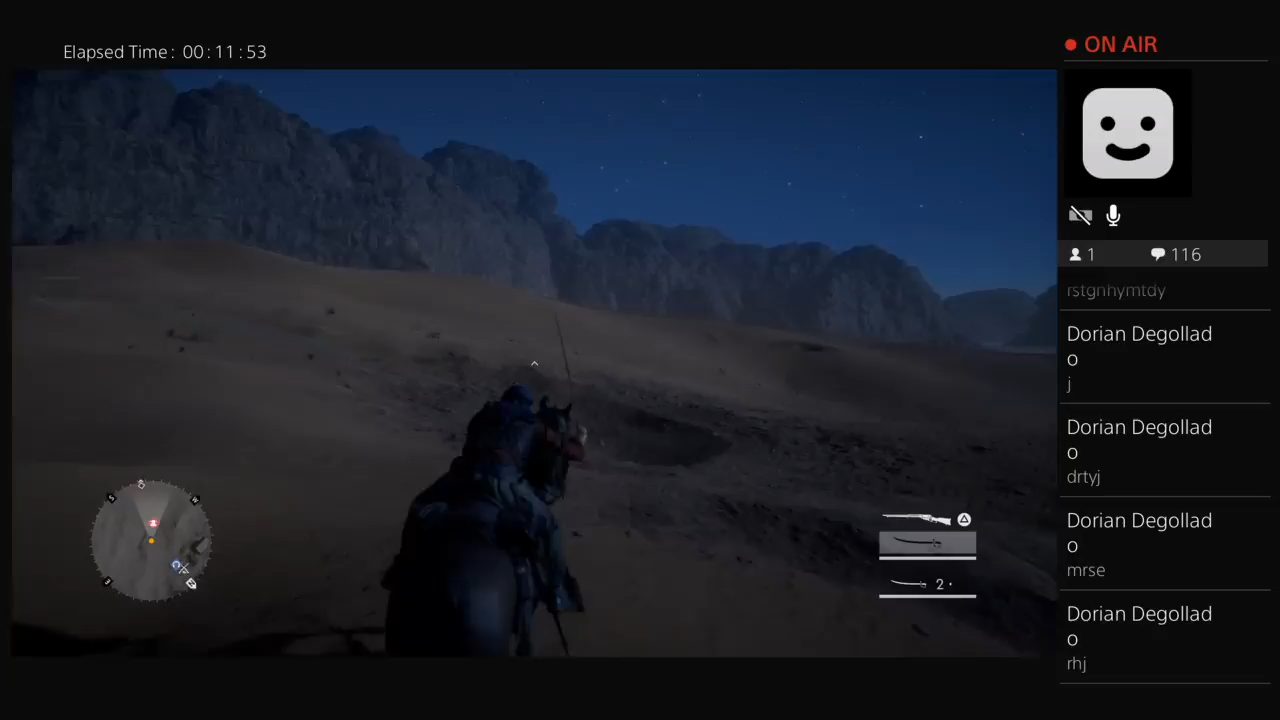 Elapsed Time: 00:11:53
ON AIR
1 116
rstgnhymtdy
Dorian Degollad
o
j
Dorian Degollad
o
drtyj
Dorian Degollad
o
mrse
Dorian Degollad
o
rhj
2